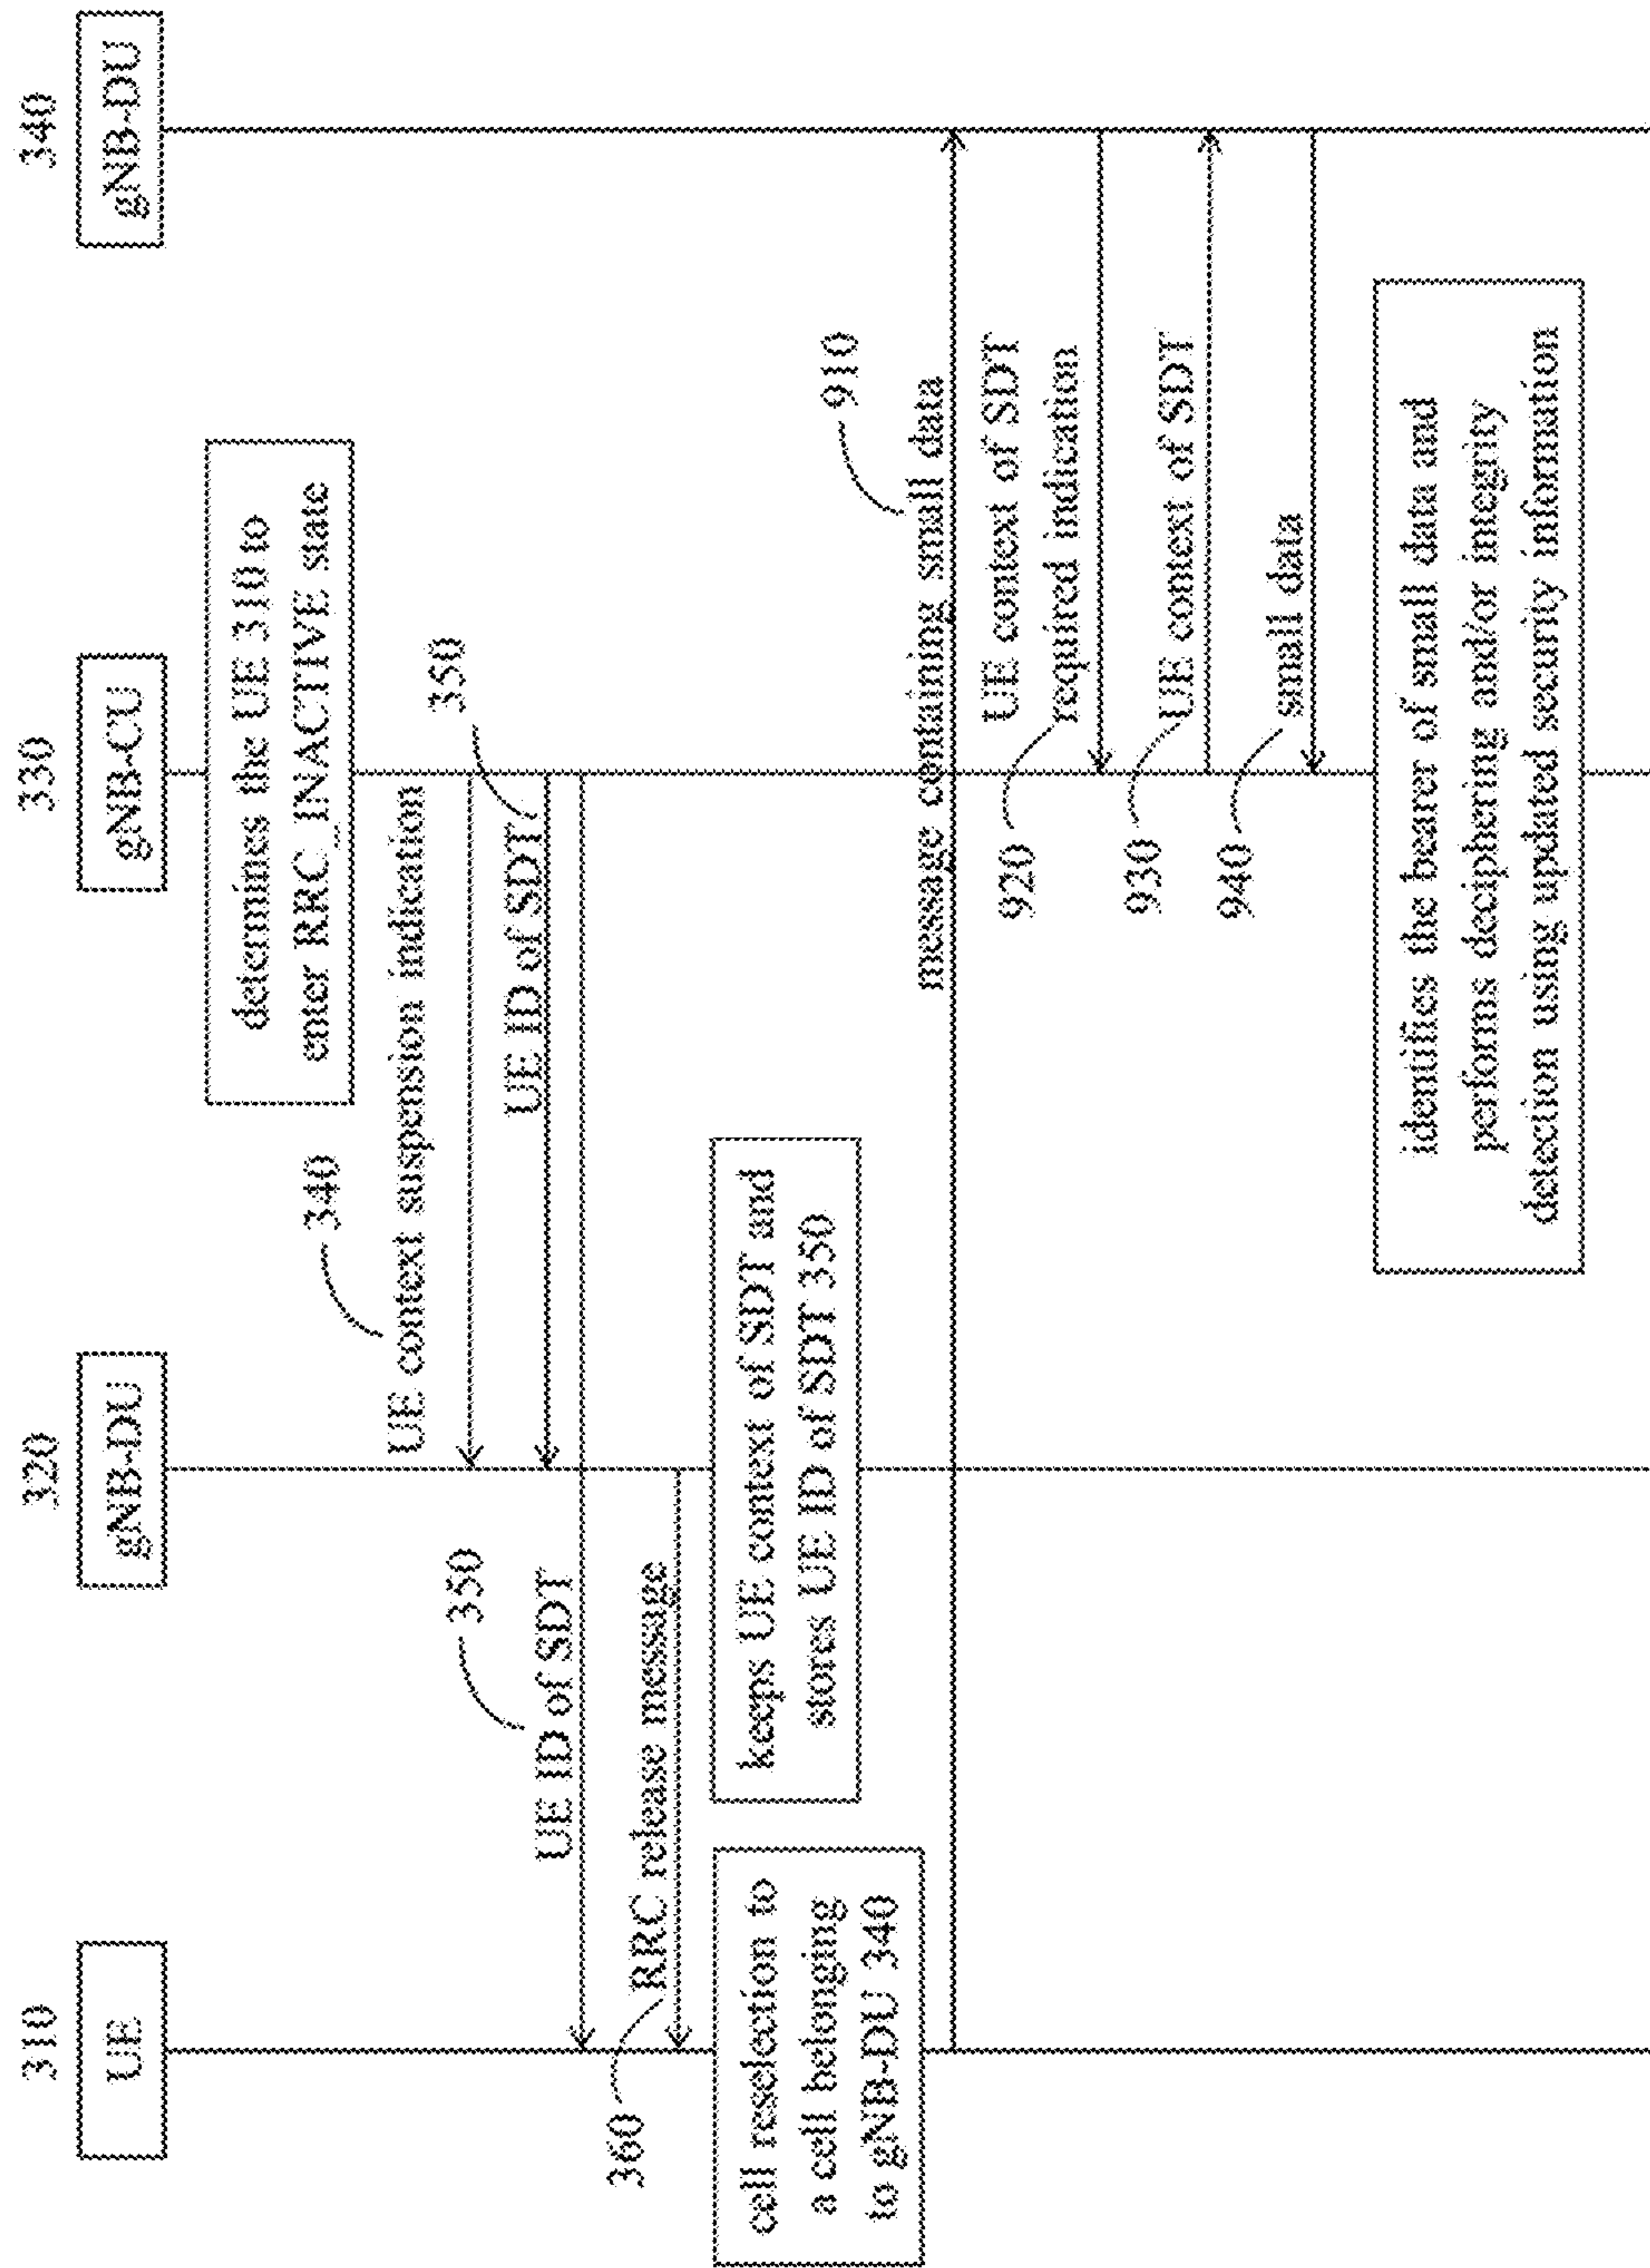 310
UE
320
gNB-DU
330
gNB-CU
340
gNB-DU
determines the UE 310 to
enter RRC_INACTIVE state
340
UE context suspension indication
350
UE ID of SDT
350
UE ID of SDT
360
RRC release message
cell reselection to
a cell belonging
to gNB-DU 340
keeps UE context of SDT and
stores UE ID of SDT 350
910
message containing small data
920
UE context of SDT
required indication
930
UE context of SDT
940
small data
identifies the bearer of small data and
performs deciphering and/or integrity
detection using updated security information